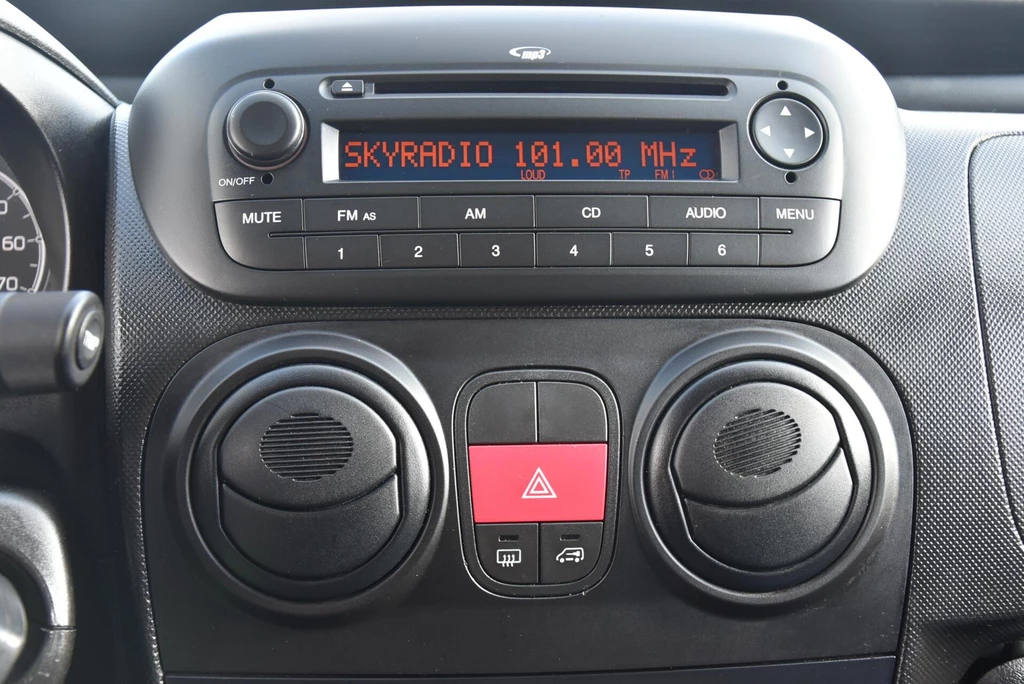 mp3
SKYRADIO 101.00 MHz
LOUD TP FM1
ON/OFF
MUTE FM AS AM CD AUDIO MENU
1 2 3 4 5 6
60
70